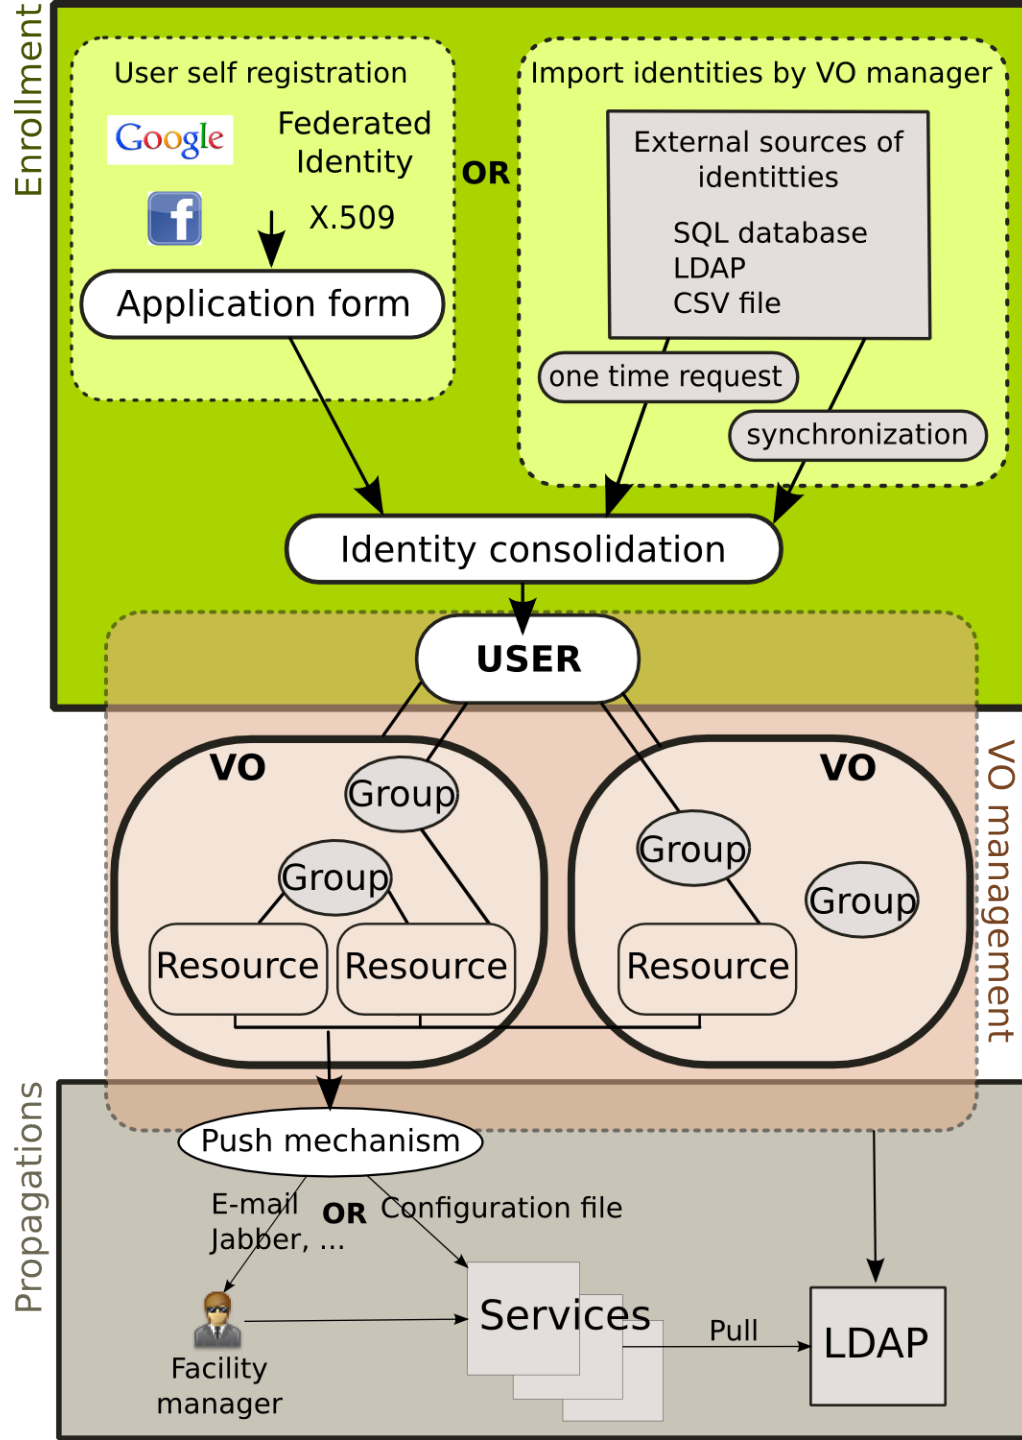 Enrollment
User self registration
Google
Federated
Identity
f
X.509
Application form
OR
Import identities by VO manager
External sources of
identitties
SQL database
LDAP
CSV file
one time request
synchronization
Identity consolidation
USER
VO management
VO
Group
Group
Resource
Resource
VO
Group
Group
Resource
Propagations
Push mechanism
E-mail
Jabber, ...
OR
Configuration file
Facility
manager
Services
Pull
LDAP